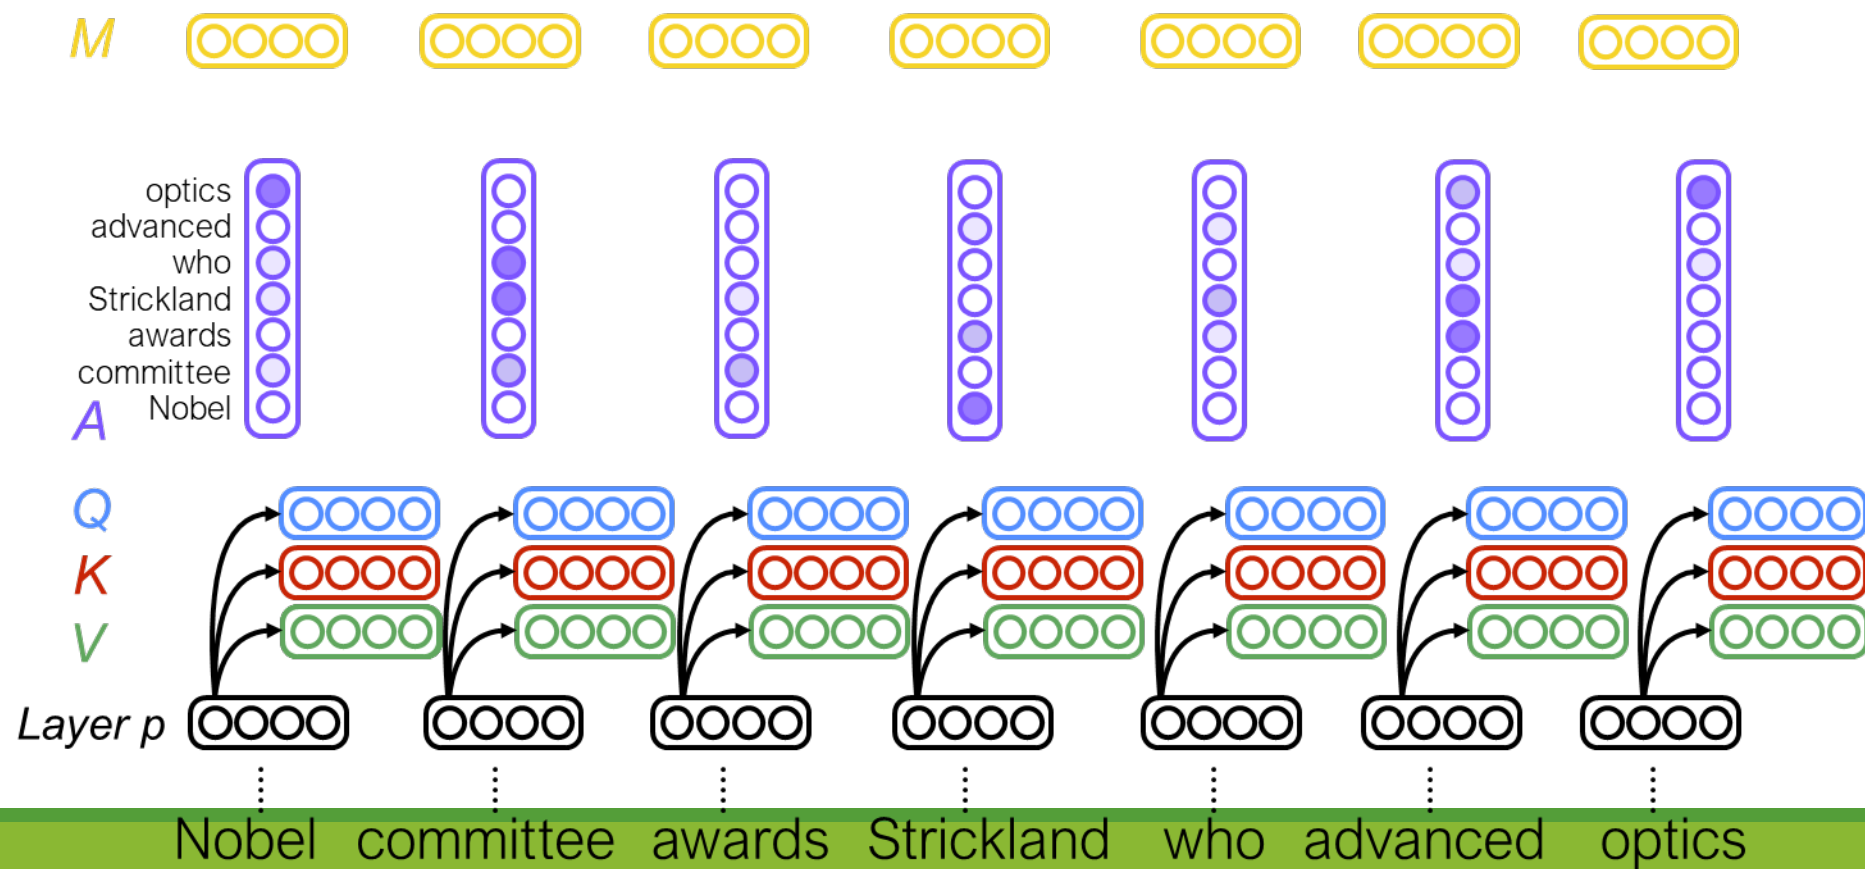 M
optics
advanced
who
Strickland
awards
committee
Nobel
A
Q
K
V
Layer p
Nobel committee awards Strickland who advanced optics